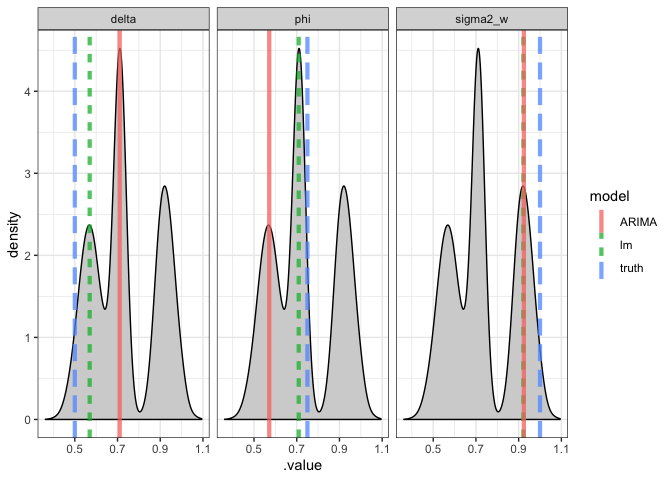 delta phi sigma2_w
4
3
2
1
0
density
0.5 0.7 0.9 1.1 0.5 0.7 0.9 1.1 0.5 0.7 0.9 1.1
.value
model
ARIMA
lm
truth